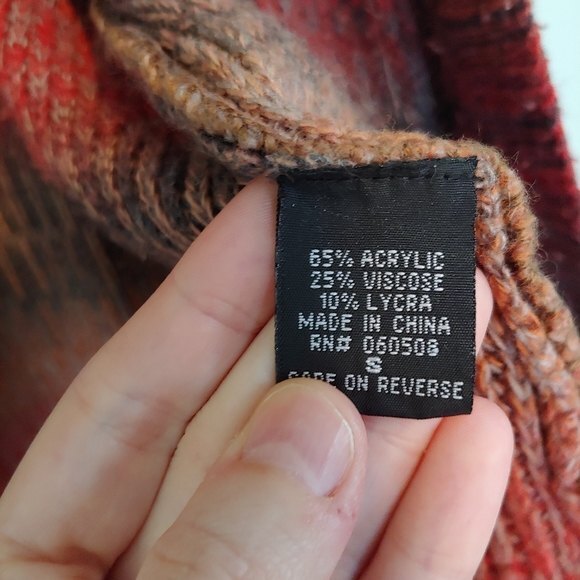 65% ACRYLIC
25% VISCOSE
10% LYCRA
MADE IN CHINA
RN# 060508
S
CARE ON REVERSE